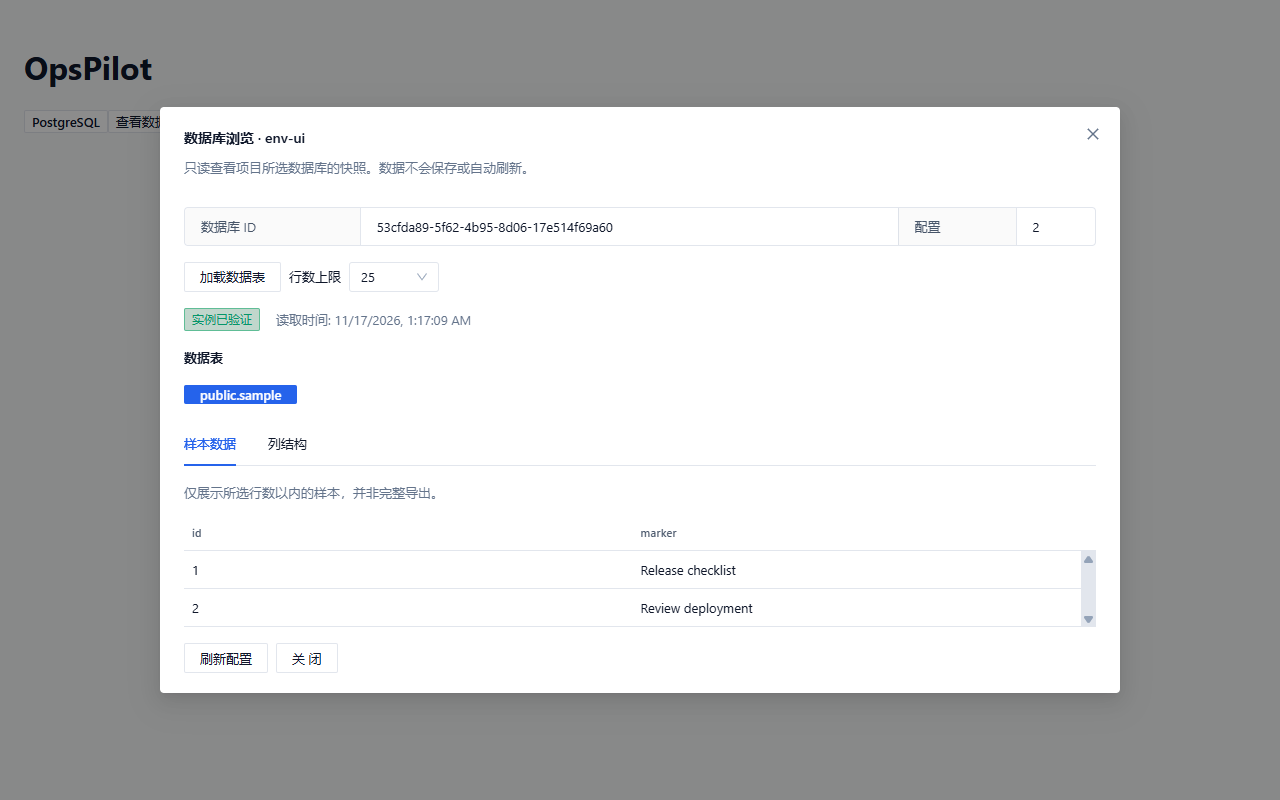 OpsPilot
PostgreSQL 查看数据
数据库浏览 · env-ui
只读查看项目所选数据库的快照。数据不会保存或自动刷新。
数据库 ID 53cfda89-5f62-4b95-8d06-17e514f69a60 配置 2
加载数据表 行数上限 25
实例已验证 读取时间: 11/17/2026, 1:17:09 AM
数据表
public.sample
样本数据 列结构
仅展示所选行数以内的样本，并非完整导出。
id marker
1 Release checklist
2 Review deployment
刷新配置 关 闭